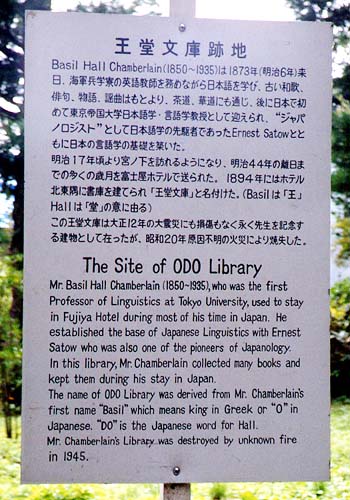 王堂文庫跡地
Basil Hall Chamberlain(1850～1935)は1873年(明治6年)来
日、海軍兵学寮の英語教師を務めながら日本語を学び、古い和歌、
俳句、物語、謡曲はもとより、茶道、華道にも通じ、後に日本で初
めて東京帝国大学日本語学・言語学教授として迎えられ、“ジャパ
ノロジスト”として日本語学の先駆者であったErnest Satowとと
もに日本の言語学の基礎を築いた。
明治17年頃より宮ノ下を訪れるようになり、明治44年の離日ま
での多くの歳月を富士屋ホテルで送られた。1894年にはホテル
北東隅に書庫を建てられ「王堂文庫」と名付けた。(Basilは「王」
Hallは「堂」の意に由る)
この王堂文庫は大正12年の大震災にも損傷もなく永く先生を記念す
る建物として在ったが、昭和20年原因不明の火災により焼失した。
The Site of ODO Library
Mr. Basil Hall Chamberlain (1850-1935), who was the first
Professor of Linguistics at Tokyo University, used to stay
in Fujiya Hotel during most of his time in Japan. He
established the base of Japanese Linguistics with Ernest
Satow who was also one of the pioneers of Japanology.
In this library, Mr. Chamberlain collected many books and
kept them during his stay in Japan.
The name of ODO Library was derived from Mr. Chamberlain's
first name "Basil" which means king in Greek or "O" in
Japanese. "DO" is the Japanese word for Hall.
Mr. Chamberlain's Library was destroyed by unknown fire
in 1945.